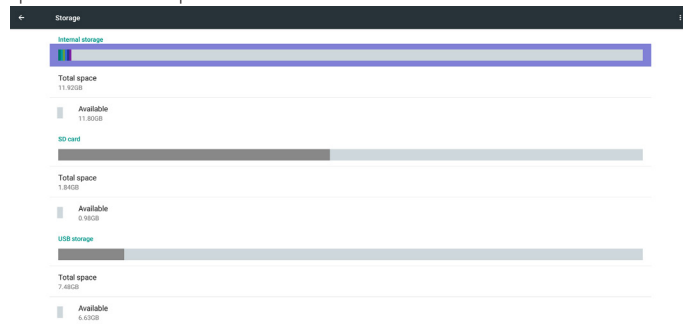 Storage
Internal storage
Total space
11.92GB
Available
11.80GB
SD card
Total space
1.84GB
Available
0.98GB
USB storage
Total space
7.48GB
Available
6.63GB